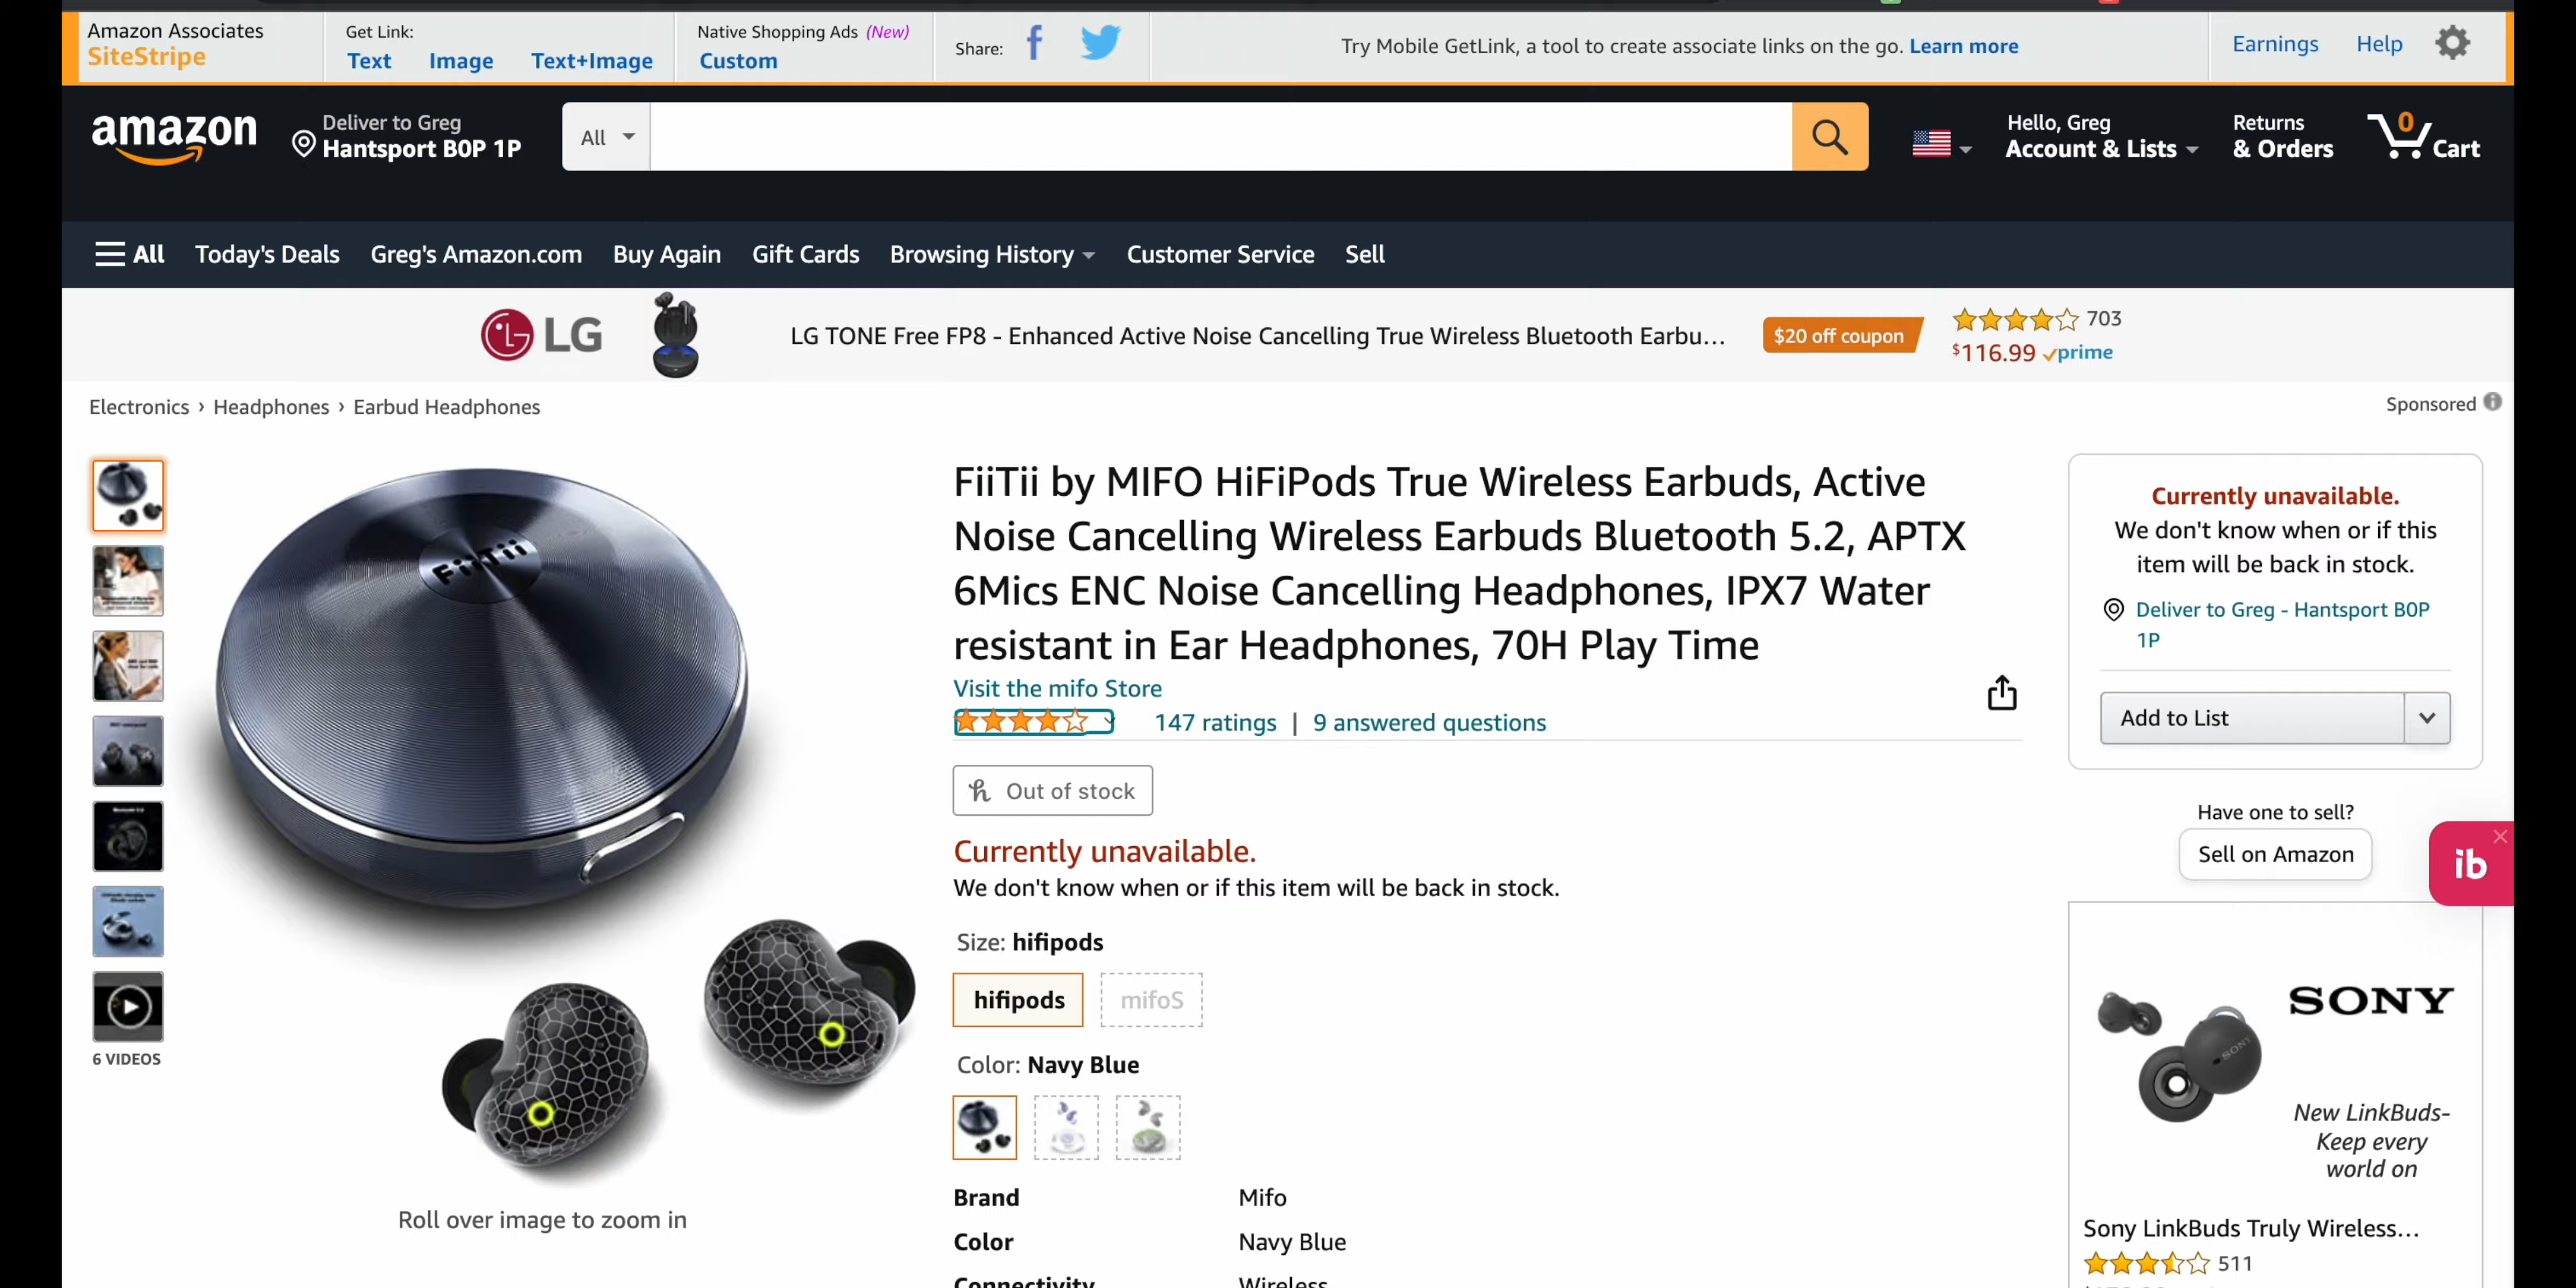 Amazon Associates
SiteStripe
Get Link:
Text Image Text+Image
Native Shopping Ads (New)
Custom
Share:
Try Mobile GetLink, a tool to create associate links on the go. Learn more
Earnings Help
amazon
Deliver to Greg
Hantsport B0P 1P
All
Hello, Greg
Account & Lists
Returns
& Orders
0
Cart
All Today's Deals Greg's Amazon.com Buy Again Gift Cards Browsing History Customer Service Sell
LG
LG TONE Free FP8 - Enhanced Active Noise Cancelling True Wireless Bluetooth Earbu...
$20 off coupon
703
$116.99 prime
Electronics › Headphones › Earbud Headphones
Sponsored
FiiTii
6 VIDEOS
Roll over image to zoom in
FiiTii by MIFO HiFiPods True Wireless Earbuds, Active
Noise Cancelling Wireless Earbuds Bluetooth 5.2, APTX
6Mics ENC Noise Cancelling Headphones, IPX7 Water
resistant in Ear Headphones, 70H Play Time
Visit the mifo Store
147 ratings | 9 answered questions
Out of stock
Currently unavailable.
We don't know when or if this item will be back in stock.
Size: hifipods
hifipods mifoS
Color: Navy Blue
Brand Mifo
Color Navy Blue
Connectivity Wireless
Currently unavailable.
We don't know when or if this
item will be back in stock.
Deliver to Greg - Hantsport B0P
1P
Add to List
Have one to sell?
Sell on Amazon
ib
SONY
SONY
New LinkBuds-
Keep every
world on
Sony LinkBuds Truly Wireless...
511